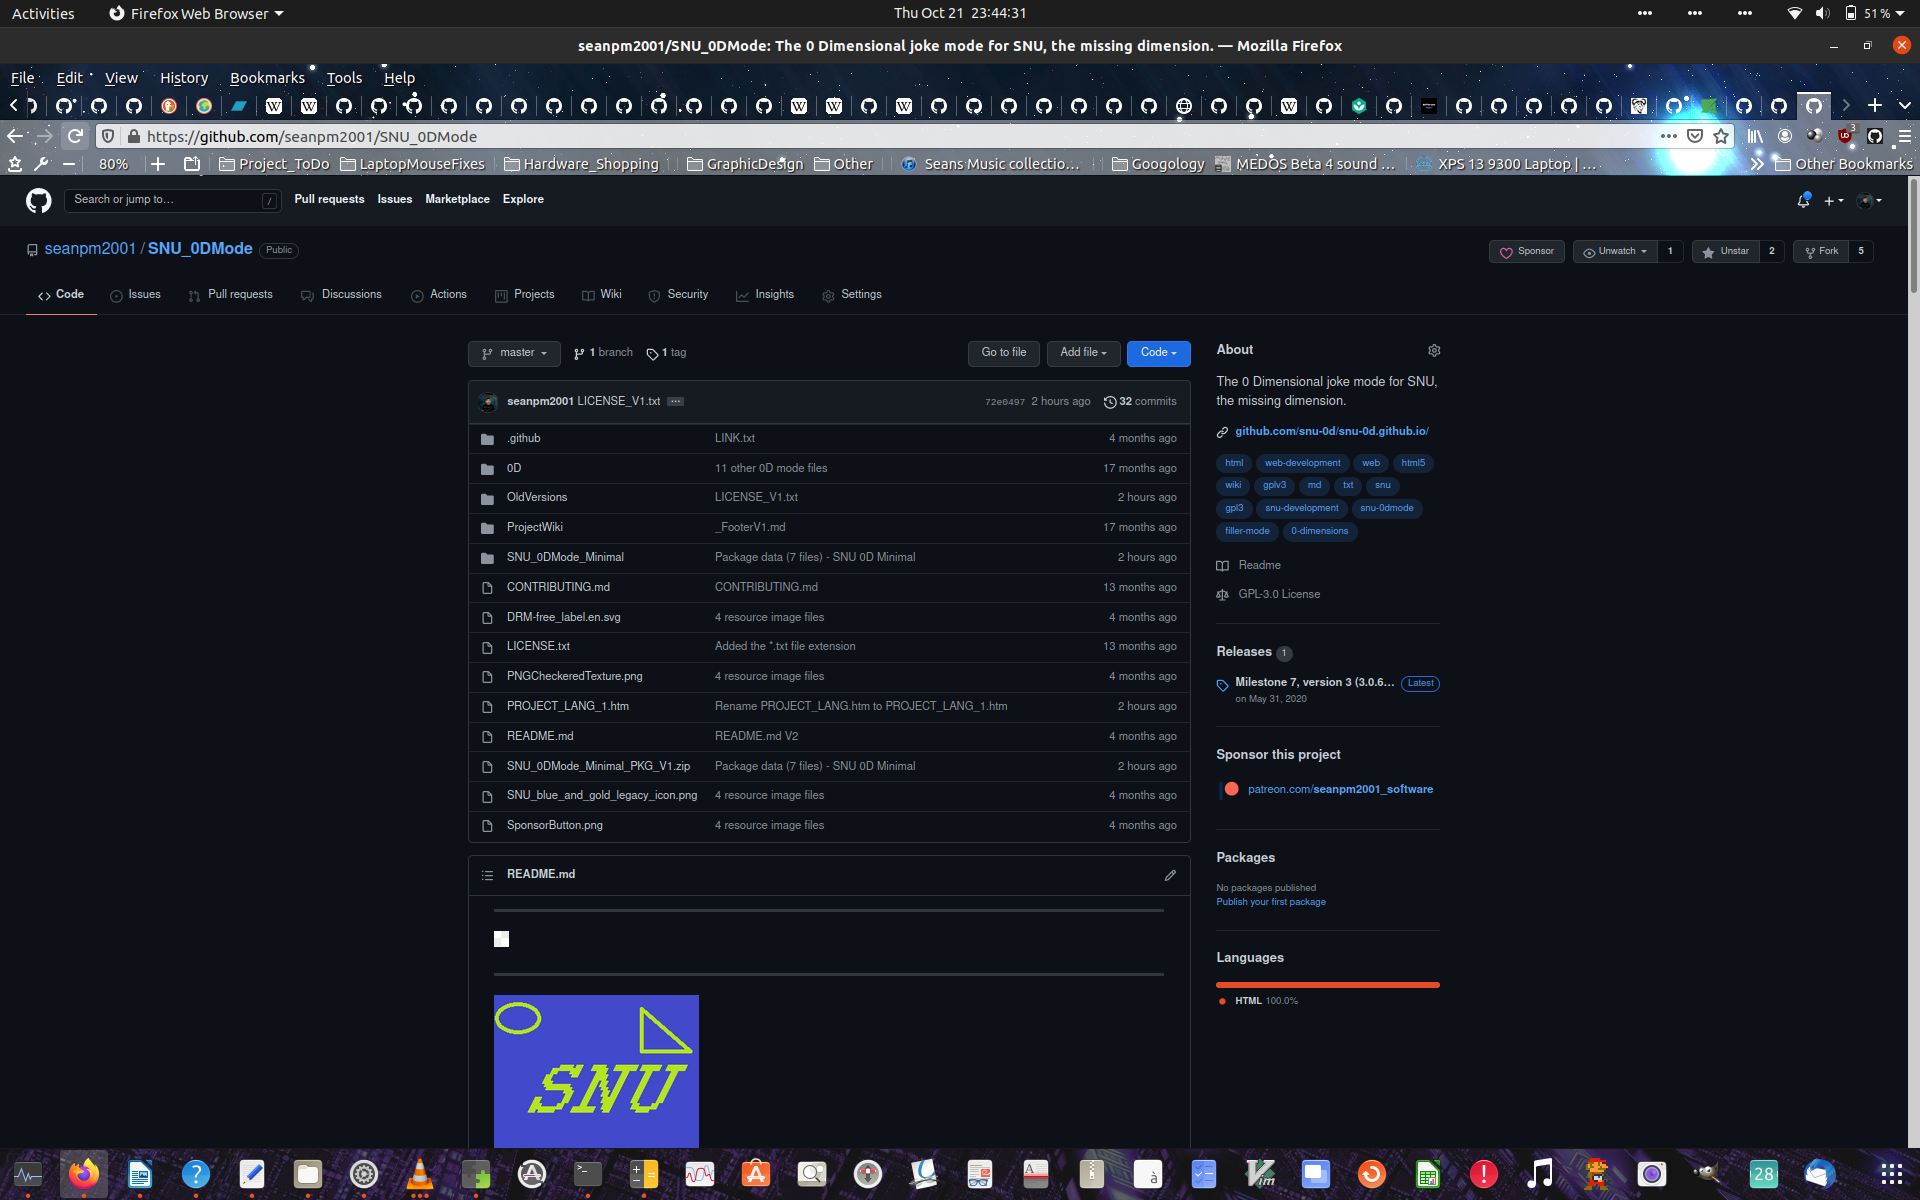 Activities Firefox Web Browser Thu Oct 21 23:44:31 51%
seanpm2001/SNU_0DMode: The 0 Dimensional joke mode for SNU, the missing dimension. — Mozilla Firefox
File Edit View History Bookmarks Tools Help
https://github.com/seanpm2001/SNU_0DMode 3
80% Project_ToDo LaptopMouseFixes Hardware_Shopping GraphicDesign Other Seans Music collectio… Googology MEDOS Beta 4 sound … XPS 13 9300 Laptop | … Other Bookmarks
Search or jump to… / Pull requests Issues Marketplace Explore
seanpm2001 / SNU_0DMode Public Sponsor Unwatch 1 Unstar 2 Fork 5
Code Issues Pull requests Discussions Actions Projects Wiki Security Insights Settings
master 1 branch 1 tag Go to file Add file Code
seanpm2001 LICENSE_V1.txt ... 72e0497 2 hours ago 32 commits
.github LINK.txt 4 months ago
0D 11 other 0D mode files 17 months ago
OldVersions LICENSE_V1.txt 2 hours ago
ProjectWiki _FooterV1.md 17 months ago
SNU_0DMode_Minimal Package data (7 files) - SNU 0D Minimal 2 hours ago
CONTRIBUTING.md CONTRIBUTING.md 13 months ago
DRM-free_label.en.svg 4 resource image files 4 months ago
LICENSE.txt Added the *.txt file extension 13 months ago
PNGCheckeredTexture.png 4 resource image files 4 months ago
PROJECT_LANG_1.htm Rename PROJECT_LANG.htm to PROJECT_LANG_1.htm 2 hours ago
README.md README.md V2 4 months ago
SNU_0DMode_Minimal_PKG_V1.zip Package data (7 files) - SNU 0D Minimal 2 hours ago
SNU_blue_and_gold_legacy_icon.png 4 resource image files 4 months ago
SponsorButton.png 4 resource image files 4 months ago
README.md
SNU
About
The 0 Dimensional joke mode for SNU,
the missing dimension.
github.com/snu-0d/snu-0d.github.io/
html web-development web html5
wiki gplv3 md txt snu
gpl3 snu-development snu-0dmode
filler-mode 0-dimensions
Readme
GPL-3.0 License
Releases 1
Milestone 7, version 3 (3.0.6... Latest
on May 31, 2020
Sponsor this project
patreon.com/seanpm2001_software
Packages
No packages published
Publish your first package
Languages
HTML 100.0%
28